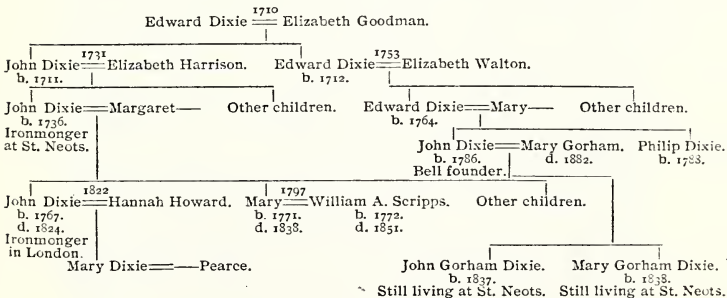 1710
Edward Dixie Elizabeth Goodman.
1731 1753
John Dixie Elizabeth Harrison. Edward Dixie Elizabeth Walton.
b. 1711. b. 1712.
John Dixie Margaret— Other children. Edward Dixie Mary— Other children.
b. 1736. b. 1764.
Ironmonger
at St. Neots.
John Dixie Mary Gorham. Philip Dixie.
b. 1786. d. 1882. b. 1788.
Bell founder.
1822 1797
John Dixie Hannah Howard. Mary William A. Scripps. Other children.
b. 1767. b. 1771. b. 1772.
d. 1824. d. 1838. d. 1851.
Ironmonger
in London.
Mary Dixie —Pearce. John Gorham Dixie. Mary Gorham Dixie.
b. 1837. b. 1838.
Still living at St. Neots. Still living at St. Neots.